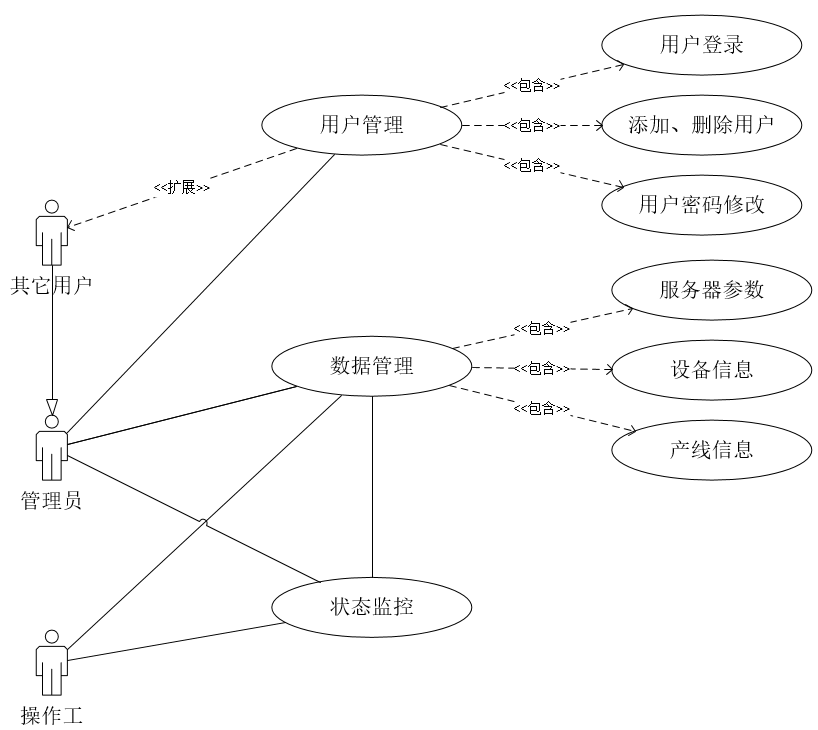 用户登录
<<包含>>
用户管理
<<包含>>
添加、删除用户
<<包含>>
用户密码修改
<<扩展>>
其它用户
服务器参数
<<包含>>
数据管理
<<包含>>
设备信息
<<包含>>
产线信息
管理员
状态监控
操作工